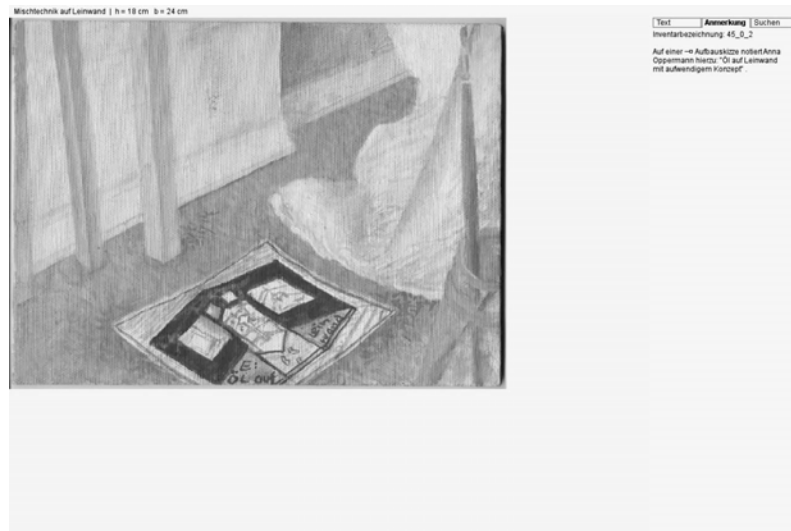 Mischtechnik auf Leinwand | h = 18 cm b = 24 cm
Text Anmerkung Suchen
Inventarbezeichnung: 45_0_2
Auf einer → Aufbauskizze notiert Anna
Oppermann hierzu: "Öl auf Leinwand
mit aufwendigem Konzept" .
E:
ÖL auf